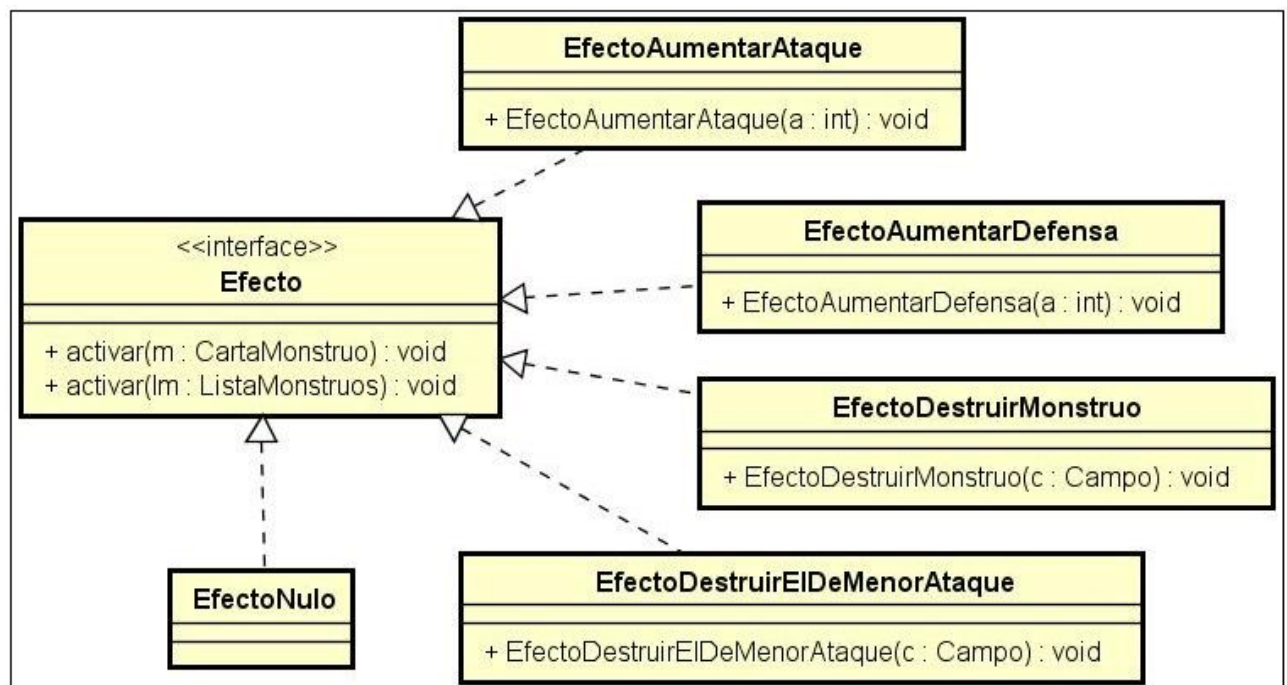 EfectoAumentarAtaque
+ EfectoAumentarAtaque(a : int) : void
<<interface>>
Efecto
+ activar(m : CartaMonstruo) : void
+ activar(lm : ListaMonstruos) : void
EfectoAumentarDefensa
+ EfectoAumentarDefensa(a : int) : void
EfectoDestruirMonstruo
+ EfectoDestruirMonstruo(c : Campo) : void
EfectoNulo
EfectoDestruirElDeMenorAtaque
+ EfectoDestruirElDeMenorAtaque(c : Campo) : void